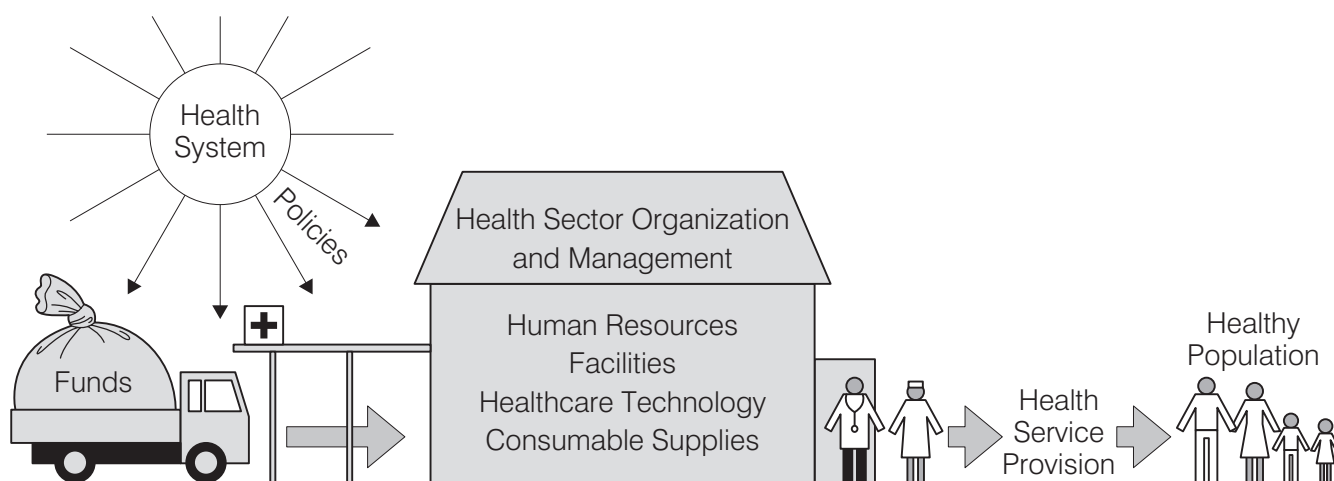 Health
System
Policies
Funds
Health Sector Organization
and Management
Human Resources
Facilities
Healthcare Technology
Consumable Supplies
Health
Service
Provision
Healthy
Population